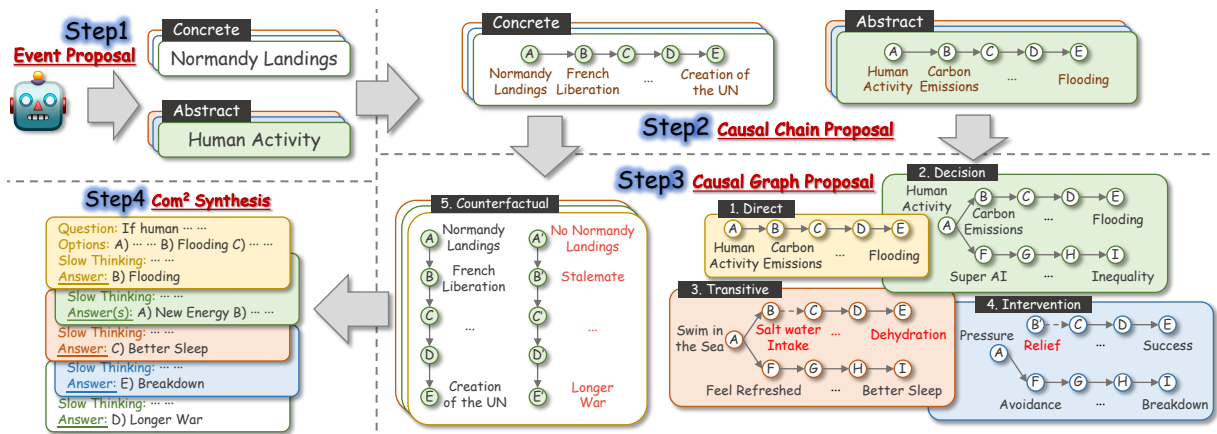 Step1
Event Proposal
Concrete
Normandy Landings
Abstract
Human Activity
Concrete
A B C D E
Normandy Landings
French Liberation
...
Creation of the UN
Abstract
A B C D E
Human Activity
Carbon Emissions
...
Flooding
Step2 Causal Chain Proposal
Step3 Causal Graph Proposal
1. Direct
A B C D E
Human Activity
Carbon Emissions
...
Flooding
2. Decision
Human Activity
A
B C D E
Carbon Emissions
...
Flooding
F G H I
Super AI
...
Inequality
3. Transitive
Swim in the Sea
A
B C D E
Salt water Intake
...
Dehydration
F G H I
Feel Refreshed
...
Better Sleep
4. Intervention
Pressure
A
B' C D E
Relief
...
Success
F G H I
Avoidance
...
Breakdown
5. Counterfactual
A Normandy Landings
B French Liberation
C
...
D
E Creation of the UN
A' No Normandy Landings
B' Stalemate
C'
...
D'
E' Longer War
Step4 Com² Synthesis
Question: If human ... ...
Options: A) ... ... B) Flooding C) ... ...
Slow Thinking: ... ...
Answer: B) Flooding
Slow Thinking: ... ...
Answer(s): A) New Energy B) ... ...
Slow Thinking: ... ...
Answer: C) Better Sleep
Slow Thinking: ... ...
Answer: E) Breakdown
Slow Thinking: ... ...
Answer: D) Longer War